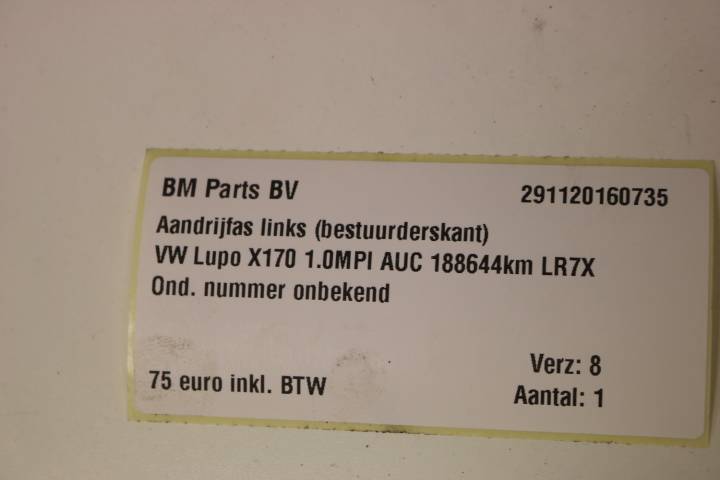 BM Parts BV 291120160735
Aandrijfas links (bestuurderskant)
VW Lupo X170 1.0MPI AUC 188644km LR7X
Ond. nummer onbekend
Verz: 8
75 euro inkl. BTW Aantal: 1